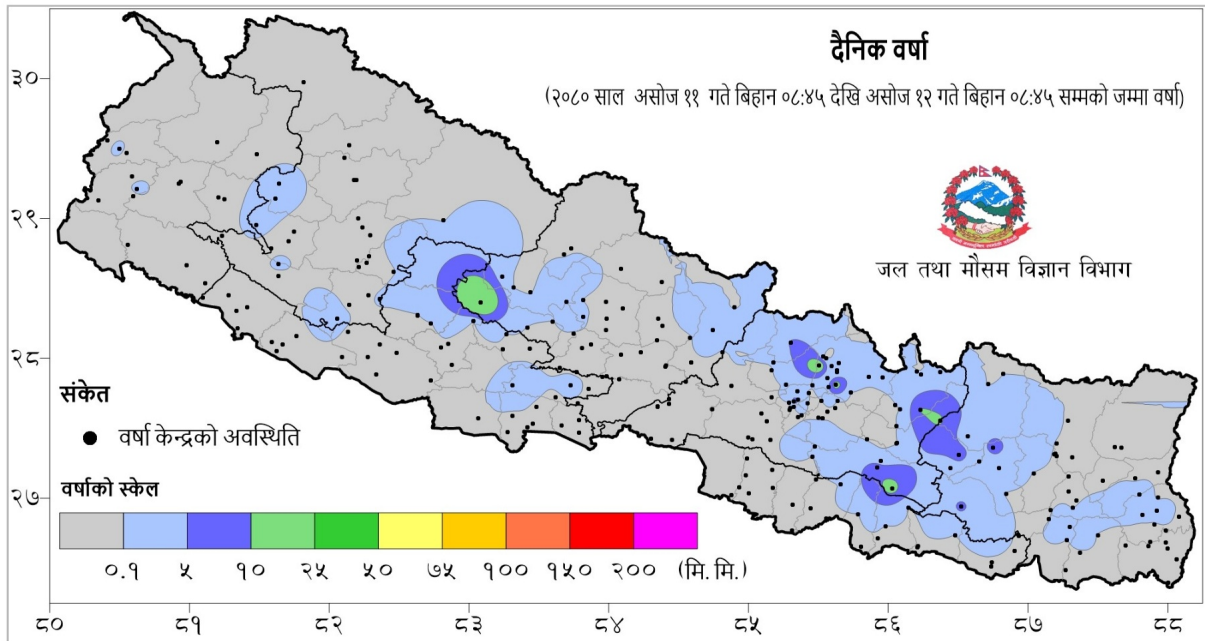 दैनिक वर्षा
(२०८० साल असोज ११ गते बिहान ०८:४५ देखि असोज १२ गते बिहान ०८:४५ सम्मको जम्मा वर्षा)
जल तथा मौसम विज्ञान विभाग
३०
२९
२८
२७
संकेत
वर्षा केन्द्रको अवस्थिति
वर्षाको स्केल
०.१ ५ १० २५ ५० ७५ १०० १५० २०० (मि.मि.)
८० ८१ ८२ ८३ ८४ ८५ ८६ ८७ ८८